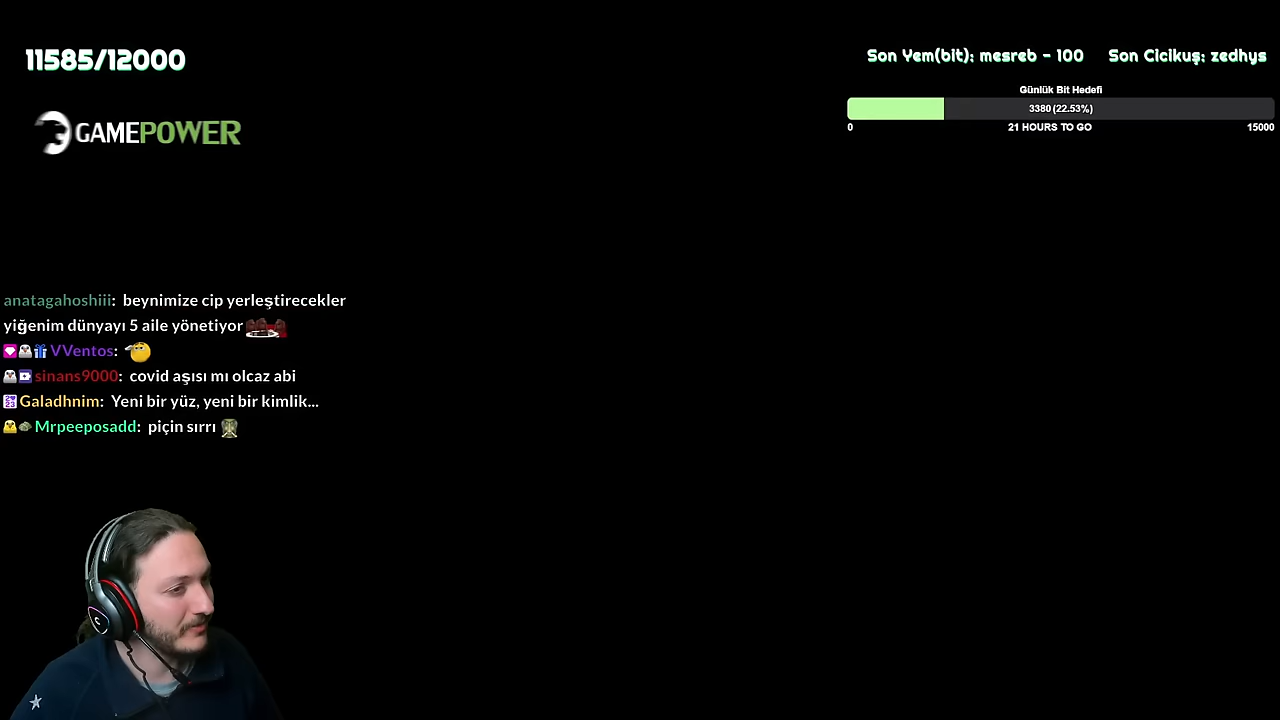 11585/12000
Son Yem(bit): mesreb - 100
Son Cicikuş: zedhys
Günlük Bit Hedefi
3380 (22.53%)
0
21 HOURS TO GO
15000
GAMEPOWER
anatagahoshiii: beynimize cip yerleştirecekler
yiğenim dünyayı 5 aile yönetiyor
VVentos:
sinans9000: covid aşısı mı olcaz abi
Galadhnim: Yeni bir yüz, yeni bir kimlik...
Mrpeeposadd: piçin sırrı